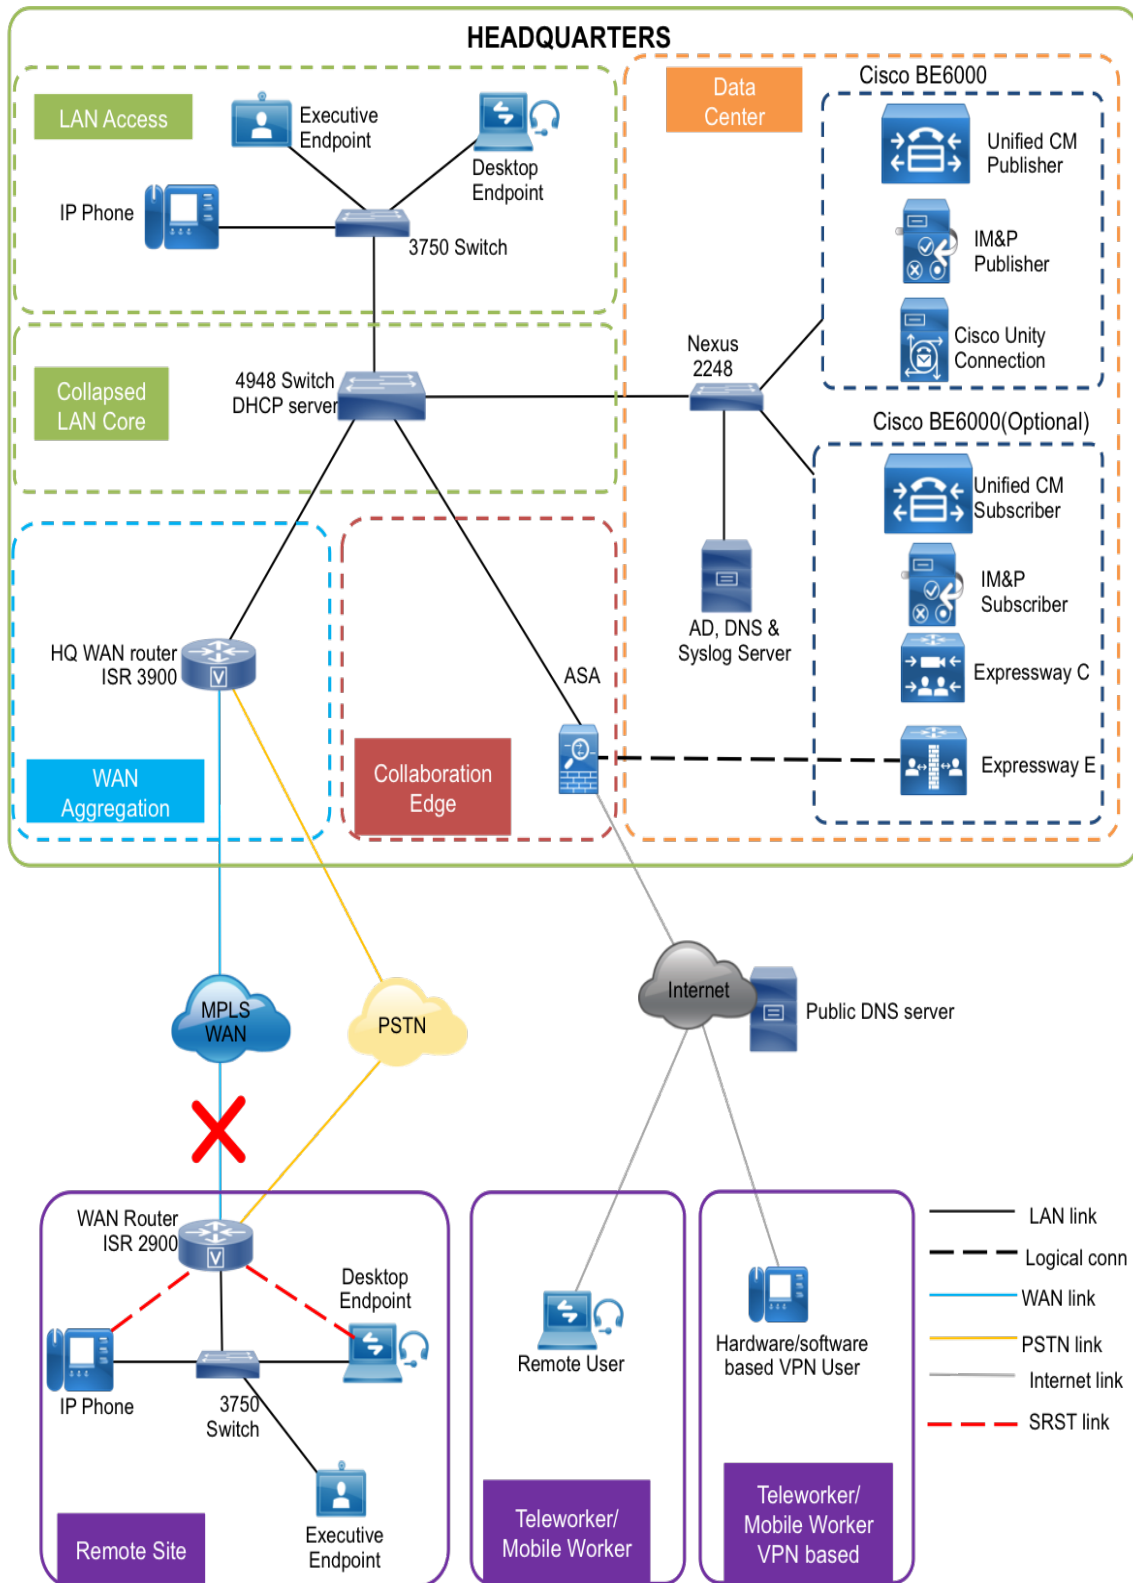 HEADQUARTERS
LAN Access
Executive
Endpoint
Desktop
Endpoint
IP Phone
3750 Switch
Data
Center
Cisco BE6000
Unified CM
Publisher
IM&P
Publisher
Cisco Unity
Connection
Collapsed
LAN Core
4948 Switch
DHCP server
Nexus
2248
Cisco BE6000(Optional)
Unified CM
Subscriber
IM&P
Subscriber
Expressway C
Expressway E
AD, DNS &
Syslog Server
HQ WAN router
ISR 3900
V
WAN
Aggregation
ASA
Collaboration
Edge
MPLS
WAN
PSTN
Internet
Public DNS server
WAN Router
ISR 2900
V
Desktop
Endpoint
IP Phone
3750
Switch
Executive
Endpoint
Remote Site
Remote User
Teleworker/
Mobile Worker
Hardware/software
based VPN User
Teleworker/
Mobile Worker
VPN based
LAN link
Logical conn
WAN link
PSTN link
Internet link
SRST link